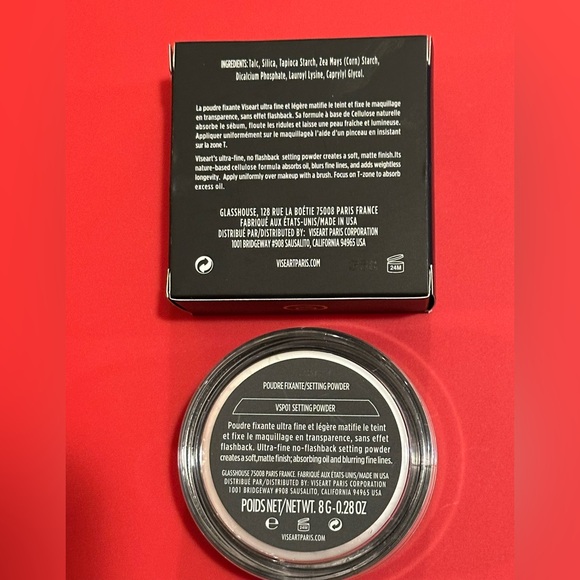 INGREDIENTS: Talc, Silica, Tapioca Starch, Zea Mays (Corn) Starch,
Dicalcium Phosphate, Lauroyl Lysine, Caprylyl Glycol.
La poudre fixante Viseart ultra fine et légère matifie le teint et fixe le maquillage
en transparence, sans effet flashback. Sa formule à base de Cellulose naturelle
absorbe le sébum, floute les ridules et laisse une peau fraîche et lumineuse.
Appliquer uniformément sur le maquillageà l'aide d'un pinceau en insistant
sur la zone T.
Viseart's ultra-fine, no flashback setting powder creates a soft, matte finish.Its
nature-based cellulose formula absorbs oil, blurs fine lines, and adds weightless
longevity. Apply uniformly over makeup with a brush. Focus on T-zone to absorb
excess oil.
GLASSHOUSE, 128 RUE LA BOÉTIE 75008 PARIS FRANCE
FABRIQUÉ AUX ÉTATS-UNIS/MADE IN USA
DISTRIBUÉ PAR/DISTRIBUTED BY: VISEART PARIS CORPORATION
1001 BRIDGEWAY #908 SAUSALITO, CALIFORNIA 94965 USA
VISEARTPARIS.COM
24M
POUDRE FIXANTE/SETTING POWDER
VSP01 SETTING POWDER
Poudre fixante ultra fine et légère matifie le teint
et fixe le maquillage en transparence, sans effet
flashback. Ultra-fine no-flashback setting powder
creates a soft, matte finish; absorbing oil and blurring fine lines.
GLASSHOUSE 75008 PARIS FRANCE. FABRIQUÉ AUX ÉTATS-UNIS/MADE IN USA
DISTRIBUÉ PAR/DISTRIBUTED BY: VISEART PARIS CORPORATION
1001 BRIDGEWAY #908 SAUSALITO, CALIFORNIA 94965 USA
POIDS NET/NETWT. 8 G-0.28 OZ
24M
VISEARTPARIS.COM